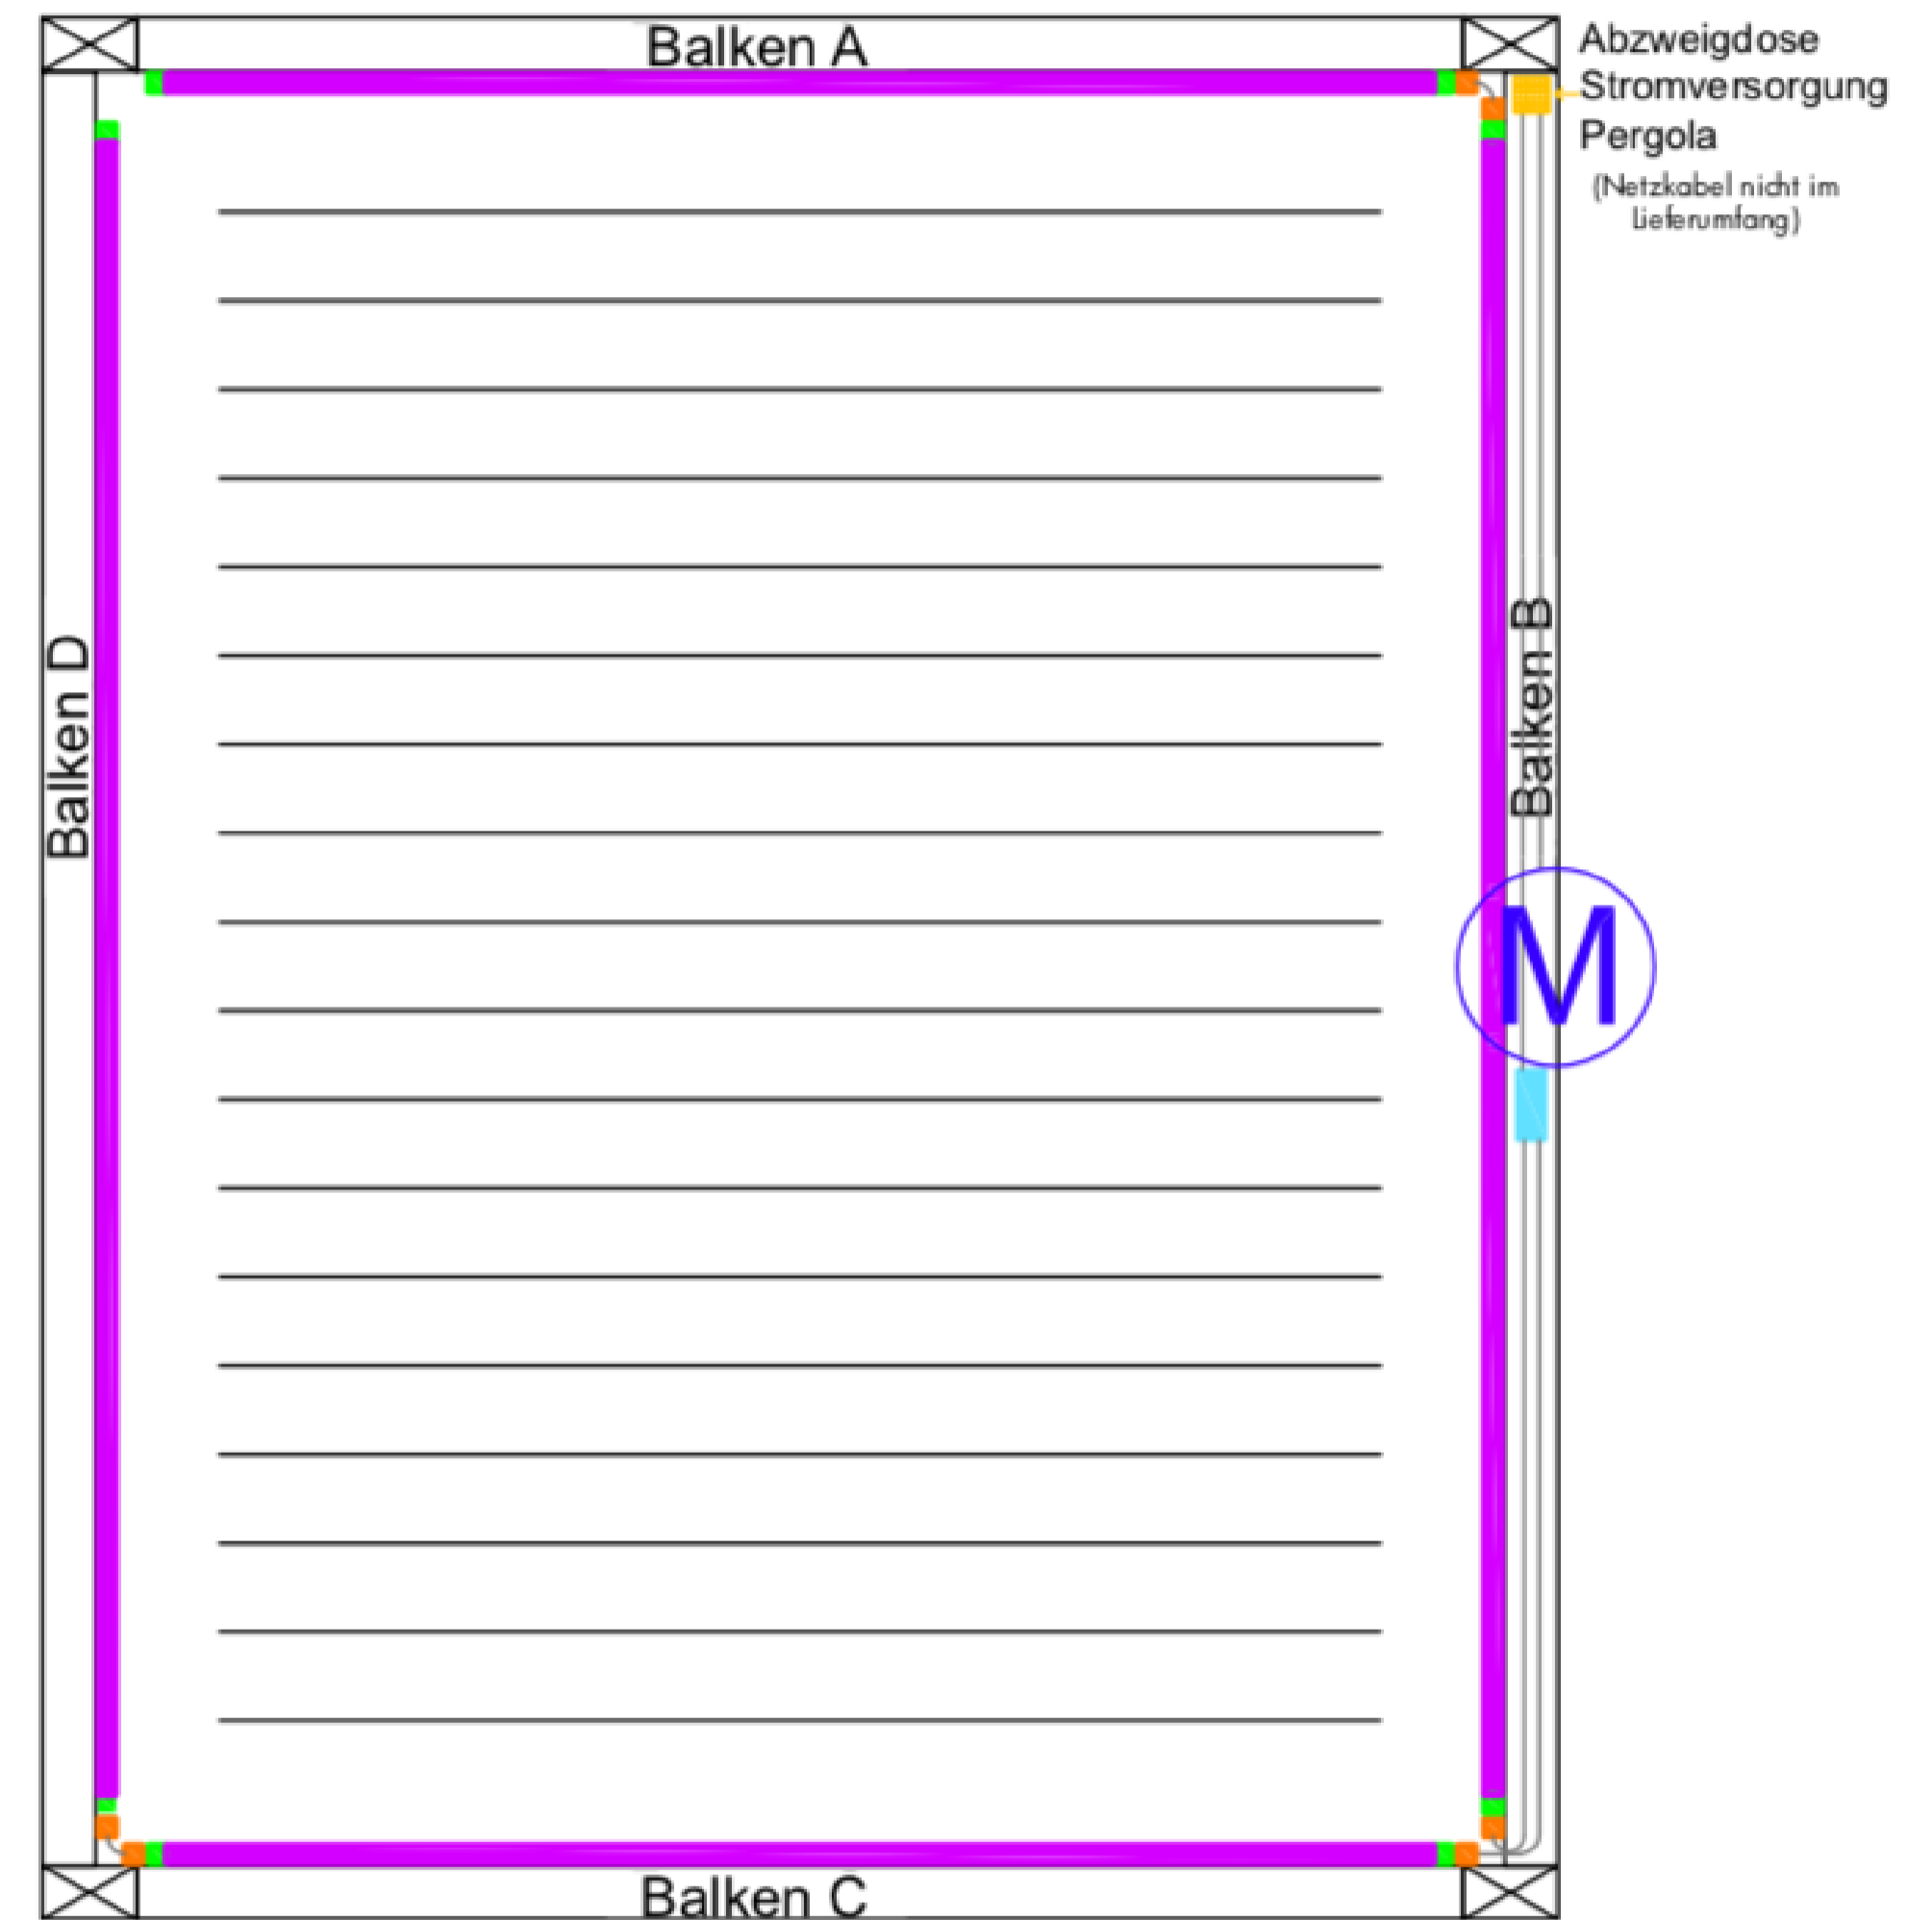 Balken A
Abzweigdose
Stromversorgung
Pergola
(Netzkabel nicht im
Lieferumfang)
Balken D
Balken B
M
Balken C